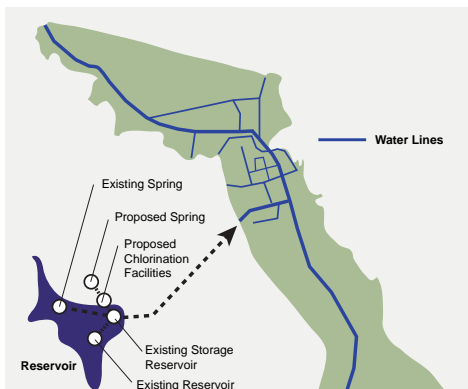 Water Lines
Existing Spring
Proposed Spring
Proposed
Chlorination
Facilities
Existing Storage
Reservoir
Reservoir
Existing Reservoir